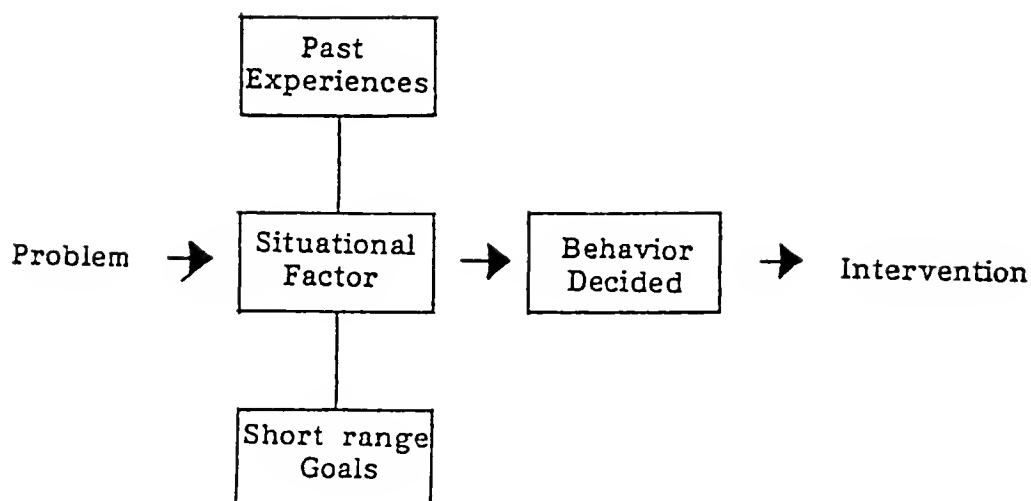 Past
Experiences
Problem
Situational
Factor
Behavior
Decided
Intervention
Short range
Goals